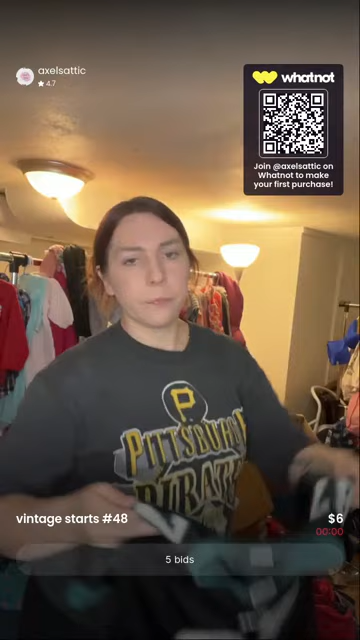 axelsattic
★ 4.7
whatnot
Join @axelsattic on
Whatnot to make
your first purchase!
P
PITTSBURGH
PIRATES
vintage starts #48
$6
00:00
5 bids